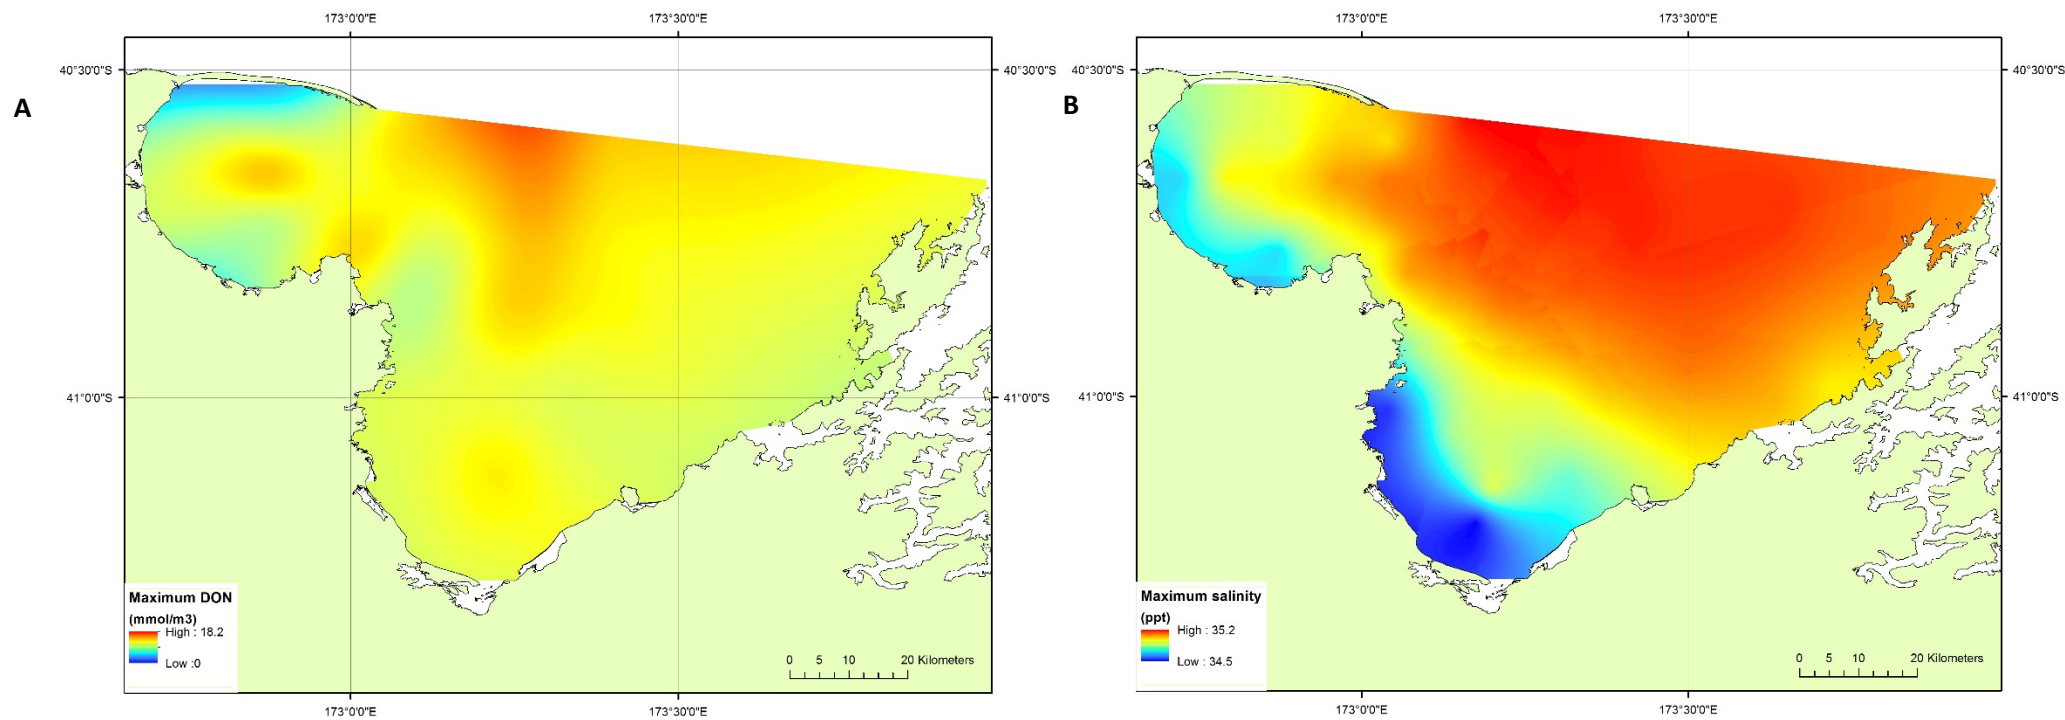 173°0'0"E 173°30'0"E 173°0'0"E 173°30'0"E
40°30'0"S 40°30'0"S 40°30'0"S 40°30'0"S
A B
41°0'0"S 41°0'0"S 41°0'0"S 41°0'0"S
Maximum DON
(mmol/m3)
High : 18.2
Low :0
0 5 10 20 Kilometers
173°0'0"E 173°30'0"E
Maximum salinity
(ppt)
High : 35.2
Low : 34.5
0 5 10 20 Kilometers
173°0'0"E 173°30'0"E